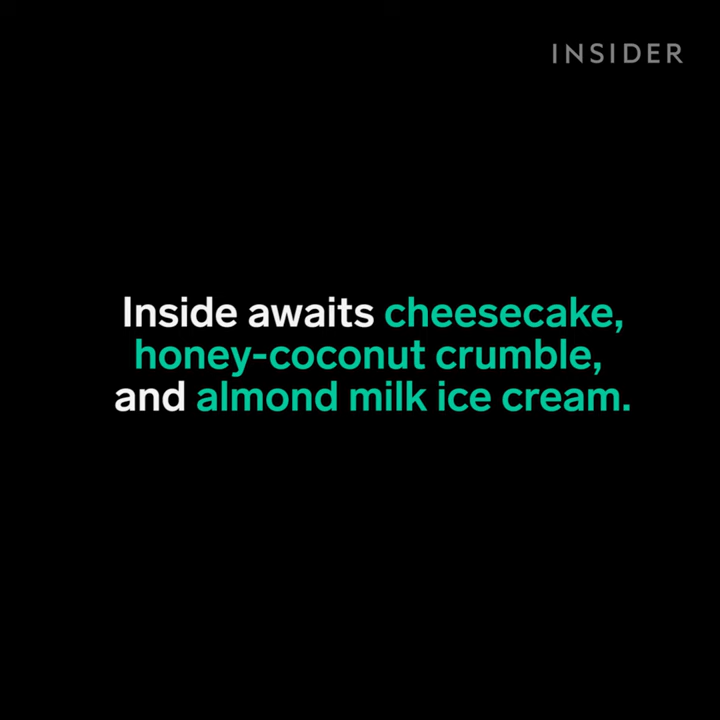 INSIDER
Inside awaits cheesecake,
honey-coconut crumble,
and almond milk ice cream.